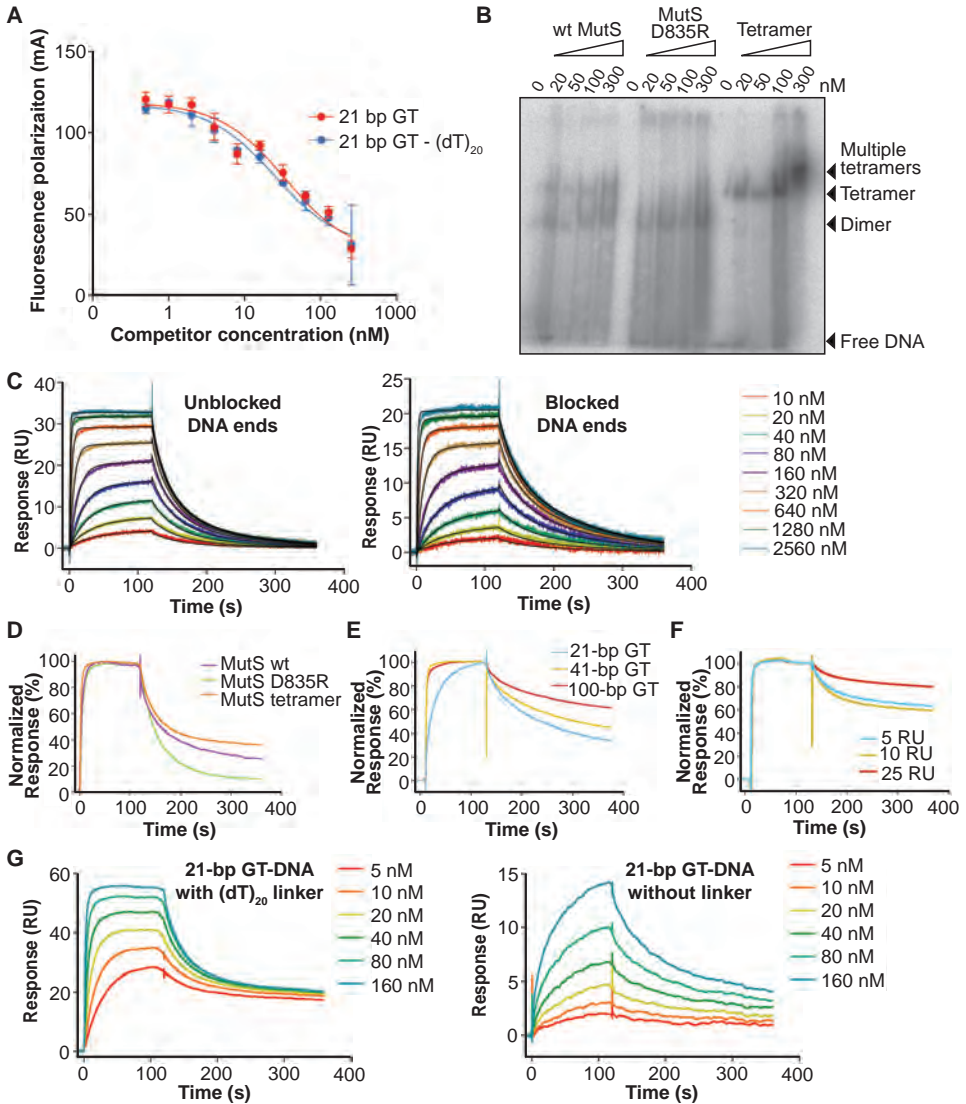 A
Fluorescence polarizaiton (mA)
150
100
50
0
0
1
10
100
1000
Competitor concentration (nM)
21 bp GT
21 bp GT - (dT)20
B
wt MutS
MutS
D835R
Tetramer
0 20 50 100 300 0 20 50 100 300 0 20 50 100 300 nM
Multiple
tetramers
Tetramer
Dimer
Free DNA
C
Response (RU)
40
30
20
10
0
0 100 200 300 400
Time (s)
Unblocked
DNA ends
Response (RU)
25
20
15
10
5
0
0 100 200 300 400
Time (s)
Blocked
DNA ends
10 nM
20 nM
40 nM
80 nM
160 nM
320 nM
640 nM
1280 nM
2560 nM
D
Normalized
Response (%)
100
80
60
40
20
0
0 100 200 300 400
Time (s)
MutS wt
MutS D835R
MutS tetramer
E
Normalized
Response (%)
100
80
60
40
20
0
0 100 200 300 400
Time (s)
21-bp GT
41-bp GT
100-bp GT
F
Normalized
Response (%)
100
80
60
40
20
0
0 100 200 300 400
Time (s)
5 RU
10 RU
25 RU
G
Response (RU)
60
40
20
0
0 100 200 300 400
Time (s)
21-bp GT-DNA
with (dT)20 linker
5 nM
10 nM
20 nM
40 nM
80 nM
160 nM
Response (RU)
15
10
5
0
0 100 200 300 400
Time (s)
21-bp GT-DNA
without linker
5 nM
10 nM
20 nM
40 nM
80 nM
160 nM